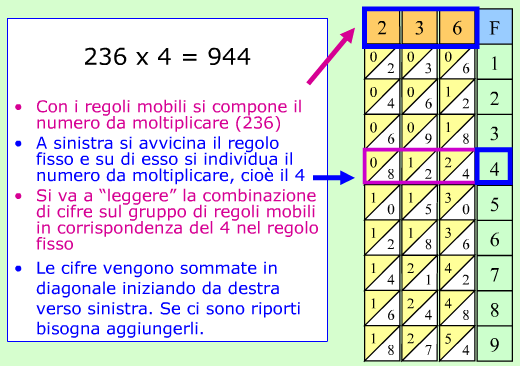 236 x 4 = 944
• Con i regoli mobili si compone il
numero da moltiplicare (236)
• A sinistra si avvicina il regolo
fisso e su di esso si individua il
numero da moltiplicare, cioè il 4
• Si va a “leggere” la combinazione
di cifre sul gruppo di regoli mobili
in corrispondenza del 4 nel regolo
fisso
• Le cifre vengono sommate in
diagonale iniziando da destra
verso sinistra. Se ci sono riporti
bisogna aggiungerli.
2 3 6 F
0/2 0/3 0/6 1
0/4 0/6 1/2 2
0/6 0/9 1/8 3
0/8 1/2 2/4 4
1/0 1/5 3/0 5
1/2 1/8 3/6 6
1/4 2/1 4/2 7
1/6 2/4 4/8 8
1/8 2/7 5/4 9